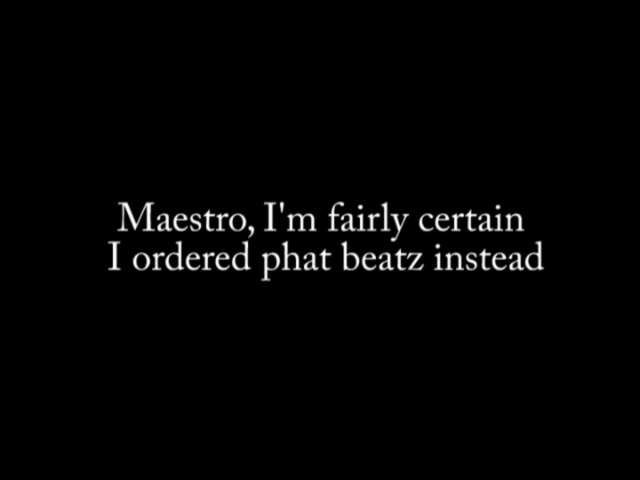 Maestro, I'm fairly certain
I ordered phat beatz instead